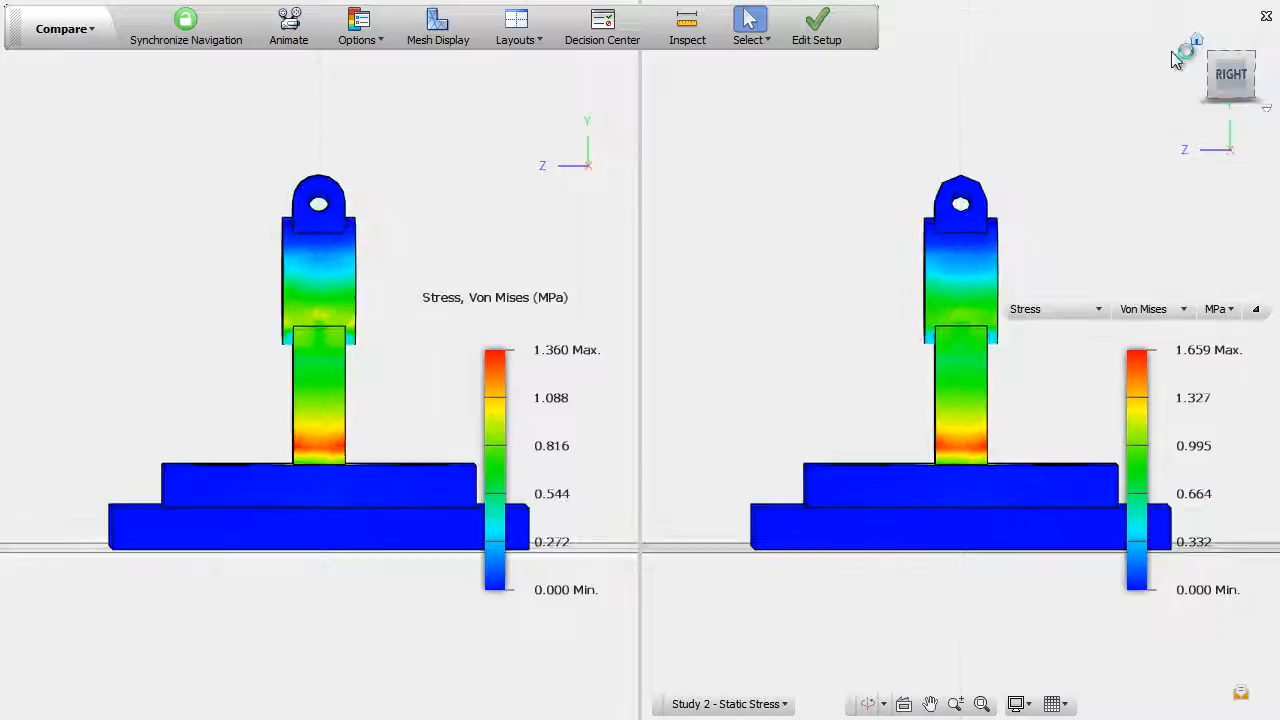 Compare
Synchronize Navigation
Animate
Options
Mesh Display
Layouts
Decision Center
Inspect
Select
Edit Setup
RIGHT
Y
Z
X
Y
Z
X
Stress, Von Mises (MPa)
1.360 Max.
1.088
0.816
0.544
0.272
0.000 Min.
Stress
Von Mises
MPa
1.659 Max.
1.327
0.995
0.664
0.332
0.000 Min.
Study 2 - Static Stress